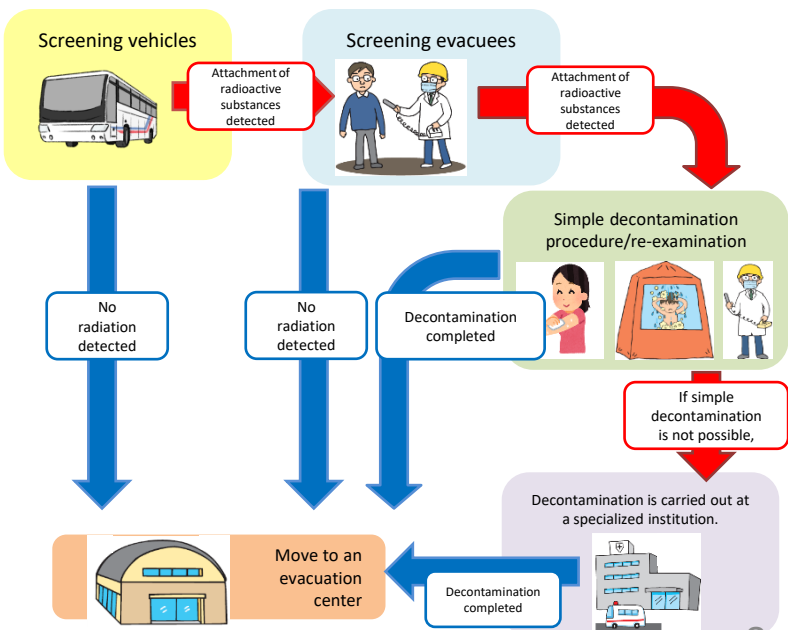 Screening vehicles
Screening evacuees
Attachment of
radioactive
substances
detected
Attachment of
radioactive
substances
detected
Simple decontamination
procedure/re-examination
No
radiation
detected
No
radiation
detected
Decontamination
completed
If simple
decontamination
is not possible,
Decontamination is carried out at
a specialized institution.
Move to an
evacuation
center
Decontamination
completed